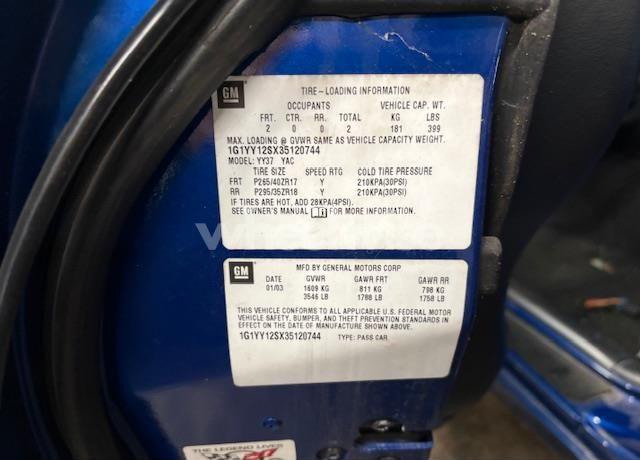 GM
TIRE-LOADING INFORMATION
OCCUPANTS VEHICLE CAP. WT.
FRT. CTR. RR. TOTAL KG LBS
2 0 0 2 181 399
MAX. LOADING @ GVWR SAME AS VEHICLE CAPACITY WEIGHT.
1G1YY12SX35120744
MODEL: YY37 YAC
TIRE SIZE SPEED RTG COLD TIRE PRESSURE
FRT P265/40ZR17 Y 210KPA(30PSI)
RR P295/35ZR18 Y 210KPA(30PSI)
IF TIRES ARE HOT, ADD 28KPA(4PSI).
SEE OWNER'S MANUAL FOR MORE INFORMATION.
GM
MFD BY GENERAL MOTORS CORP
DATE GVWR GAWR FRT GAWR RR
01/03 1609 KG 811 KG 798 KG
3546 LB 1788 LB 1758 LB
THIS VEHICLE CONFORMS TO ALL APPLICABLE U.S. FEDERAL MOTOR
VEHICLE SAFETY, BUMPER, AND THEFT PREVENTION STANDARDS IN
EFFECT ON THE DATE OF MANUFACTURE SHOWN ABOVE.
1G1YY12SX35120744 TYPE: PASS CAR
THE LEGEND LIVES